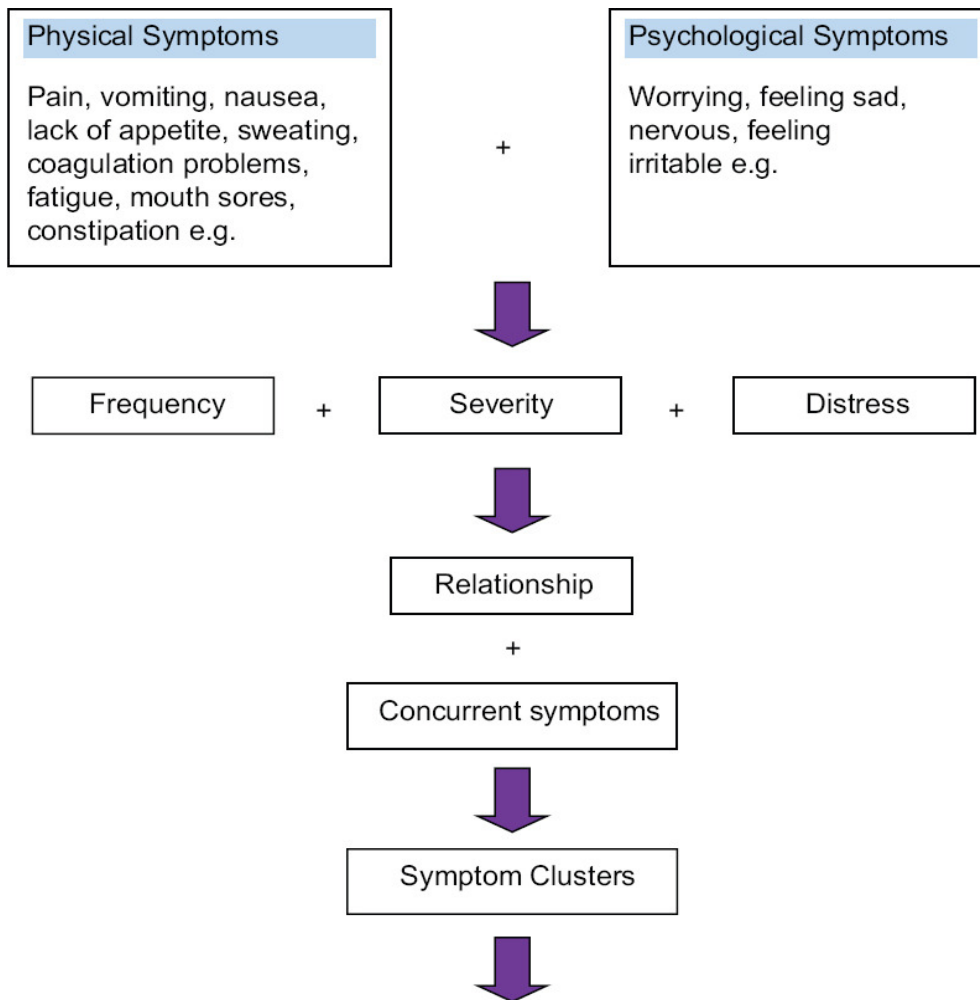 Physical Symptoms
Pain, vomiting, nausea,
lack of appetite, sweating,
coagulation problems,
fatigue, mouth sores,
constipation e.g.
+
Psychological Symptoms
Worrying, feeling sad,
nervous, feeling
irritable e.g.
Frequency + Severity + Distress
Relationship
+
Concurrent symptoms
Symptom Clusters